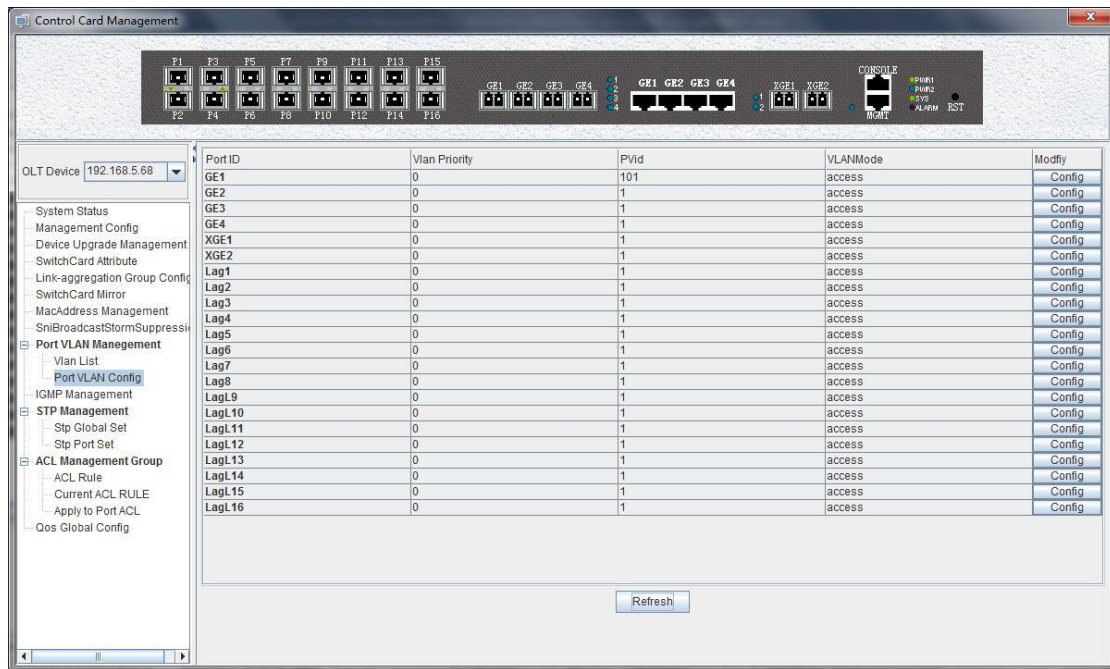 Control Card Management
P1 P3 P5 P7 P9 P11 P13 P15
CONSOLE
GE1 GE2 GE3 GE4
1
2
3
4
GE1 GE2 GE3 GE4
XGE1 XGE2
1
2
PWR1
PWR2
SYS
ALARM
RST
P2 P4 P6 P8 P10 P12 P14 P16
MGMT
OLT Device 192.168.5.68
System Status
Management Config
Device Upgrade Management
SwitchCard Attribute
Link-aggregation Group Config
SwitchCard Mirror
MacAddress Management
SniBroadcastStormSuppressi
Port VLAN Manegement
Vlan List
Port VLAN Config
IGMP Management
STP Management
Stp Global Set
Stp Port Set
ACL Management Group
ACL Rule
Current ACL RULE
Apply to Port ACL
Qos Global Config
Port ID Vlan Priority PVid VLANMode Modfiy
GE1 0 101 access Config
GE2 0 1 access Config
GE3 0 1 access Config
GE4 0 1 access Config
XGE1 0 1 access Config
XGE2 0 1 access Config
Lag1 0 1 access Config
Lag2 0 1 access Config
Lag3 0 1 access Config
Lag4 0 1 access Config
Lag5 0 1 access Config
Lag6 0 1 access Config
Lag7 0 1 access Config
Lag8 0 1 access Config
LagL9 0 1 access Config
LagL10 0 1 access Config
LagL11 0 1 access Config
LagL12 0 1 access Config
LagL13 0 1 access Config
LagL14 0 1 access Config
LagL15 0 1 access Config
LagL16 0 1 access Config
Refresh